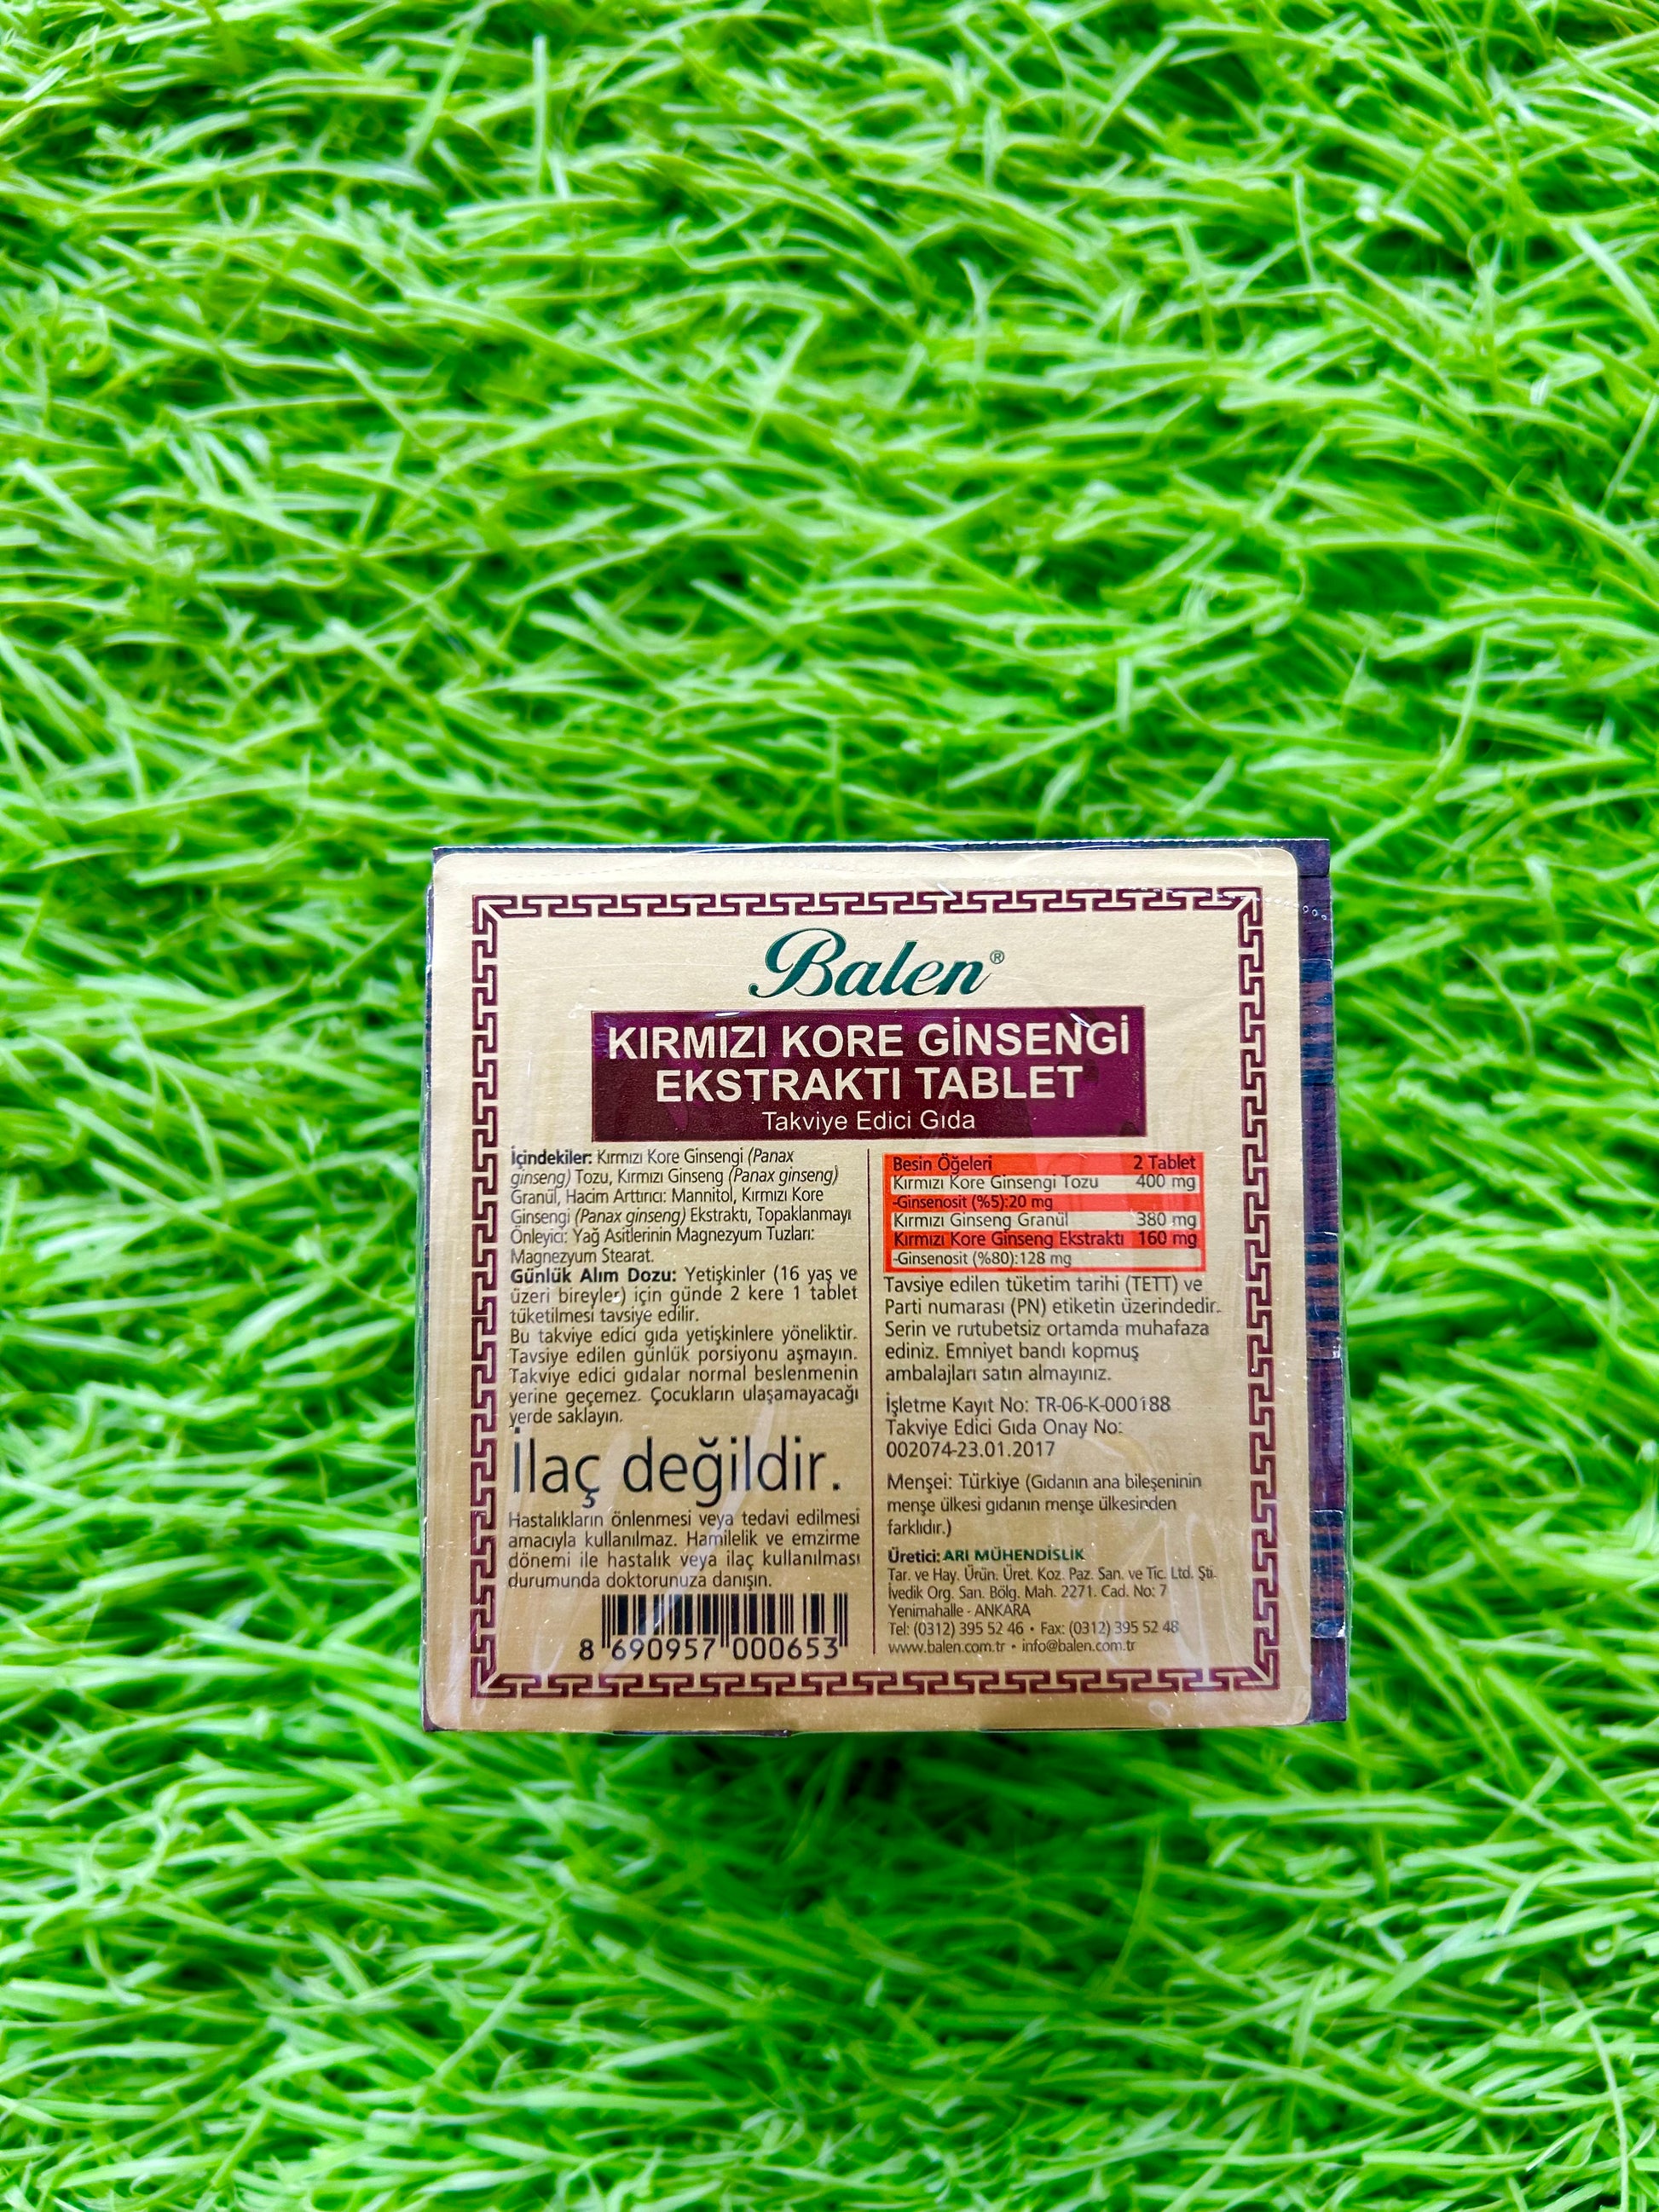 Balen®
KIRMIZI KORE GİNSENGİ
EKSTRAKTI TABLET
Takviye Edici Gıda
İçindekiler: Kırmızı Kore Ginsengi (Panax
ginseng) Tozu, Kırmızı Ginseng (Panax ginseng)
Granül, Hacim Arttırıcı: Mannitol, Kırmızı Kore
Ginsengi (Panax ginseng) Ekstraktı, Topaklanmayı
Önleyici: Yağ Asitlerinin Magnezyum Tuzları:
Magnezyum Stearat.
Günlük Alım Dozu: Yetişkinler (16 yaş ve
üzeri bireyler) için günde 2 kere 1 tablet
tüketilmesi tavsiye edilir.
Bu takviye edici gıda yetişkinlere yöneliktir.
Tavsiye edilen günlük porsiyonu aşmayın.
Takviye edici gıdalar normal beslenmenin
yerine geçemez. Çocukların ulaşamayacağı
yerde saklayın.
İlaç değildir.
Hastalıkların önlenmesi veya tedavi edilmesi
amacıyla kullanılmaz. Hamilelik ve emzirme
dönemi ile hastalık veya ilaç kullanılması
durumunda doktorunuza danışın.
8 690957 000653
Besin Öğeleri 2 Tablet
Kırmızı Kore Ginsengi Tozu 400 mg
-Ginsenosit (%5):20 mg
Kırmızı Ginseng Granül 380 mg
Kırmızı Kore Ginseng Ekstraktı 160 mg
-Ginsenosit (%80):128 mg
Tavsiye edilen tüketim tarihi (TETT) ve
Parti numarası (PN) etiketin üzerindedir.
Serin ve rutubetsiz ortamda muhafaza
ediniz. Emniyet bandı kopmuş
ambalajları satın almayınız.
İşletme Kayıt No: TR-06-K-000188
Takviye Edici Gıda Onay No:
002074-23.01.2017
Menşei: Türkiye (Gıdanın ana bileşeninin
menşe ülkesi gıdanın menşe ülkesinden
farklıdır.)
Üretici: ARI MÜHENDİSLİK
Tar. ve Hay. Ürün. Üret. Koz. Paz. San. ve Tic. Ltd. Şti.
İvedik Org. San. Bölg. Mah. 2271. Cad. No: 7
Yenimahalle - ANKARA
Tel: (0312) 395 52 46 • Fax: (0312) 395 52 48
www.balen.com.tr • info@balen.com.tr